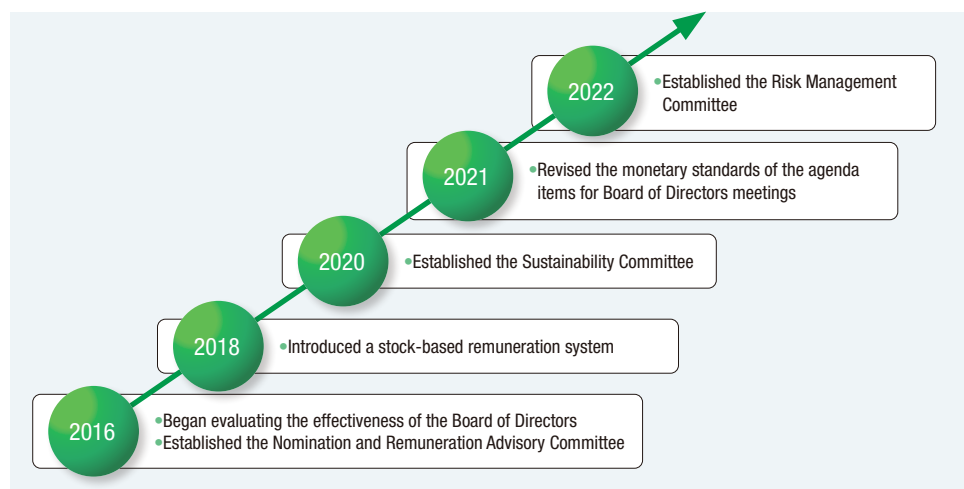 2022
•Established the Risk Management
Committee
2021
•Revised the monetary standards of the agenda
items for Board of Directors meetings
2020
•Established the Sustainability Committee
2018
•Introduced a stock-based remuneration system
2016
•Began evaluating the effectiveness of the Board of Directors
•Established the Nomination and Remuneration Advisory Committee